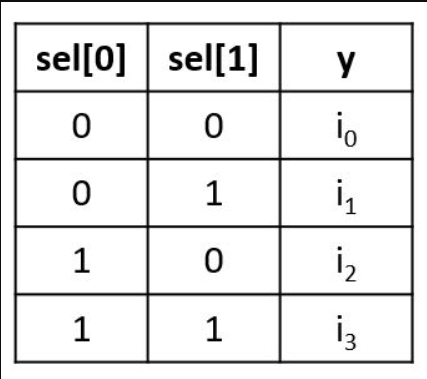 sel[0] sel[1] y
0 0 i₀
0 1 i₁
1 0 i₂
1 1 i₃